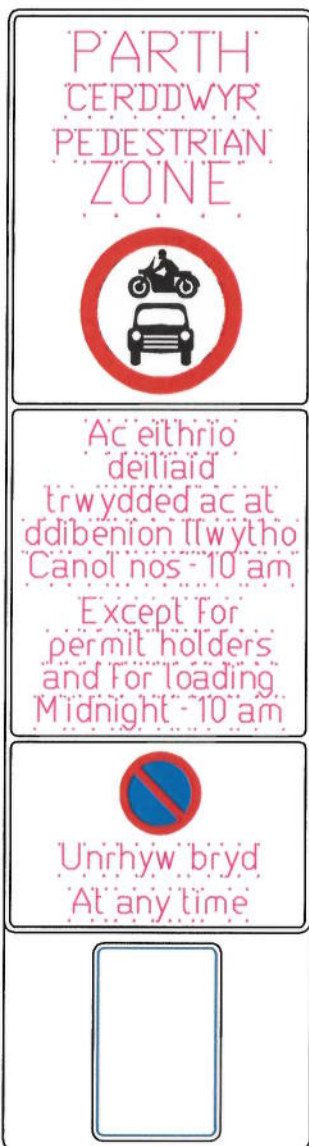 PARTH
CERDDWYR
PEDESTRIAN
ZONE
Ac eithrio
deiliaid
trwydded ac at
ddibenion llwytho
Canol nos - 10 am
Except for
permit holders
and for loading
Midnight - 10 am
Unrhyw bryd
At any time